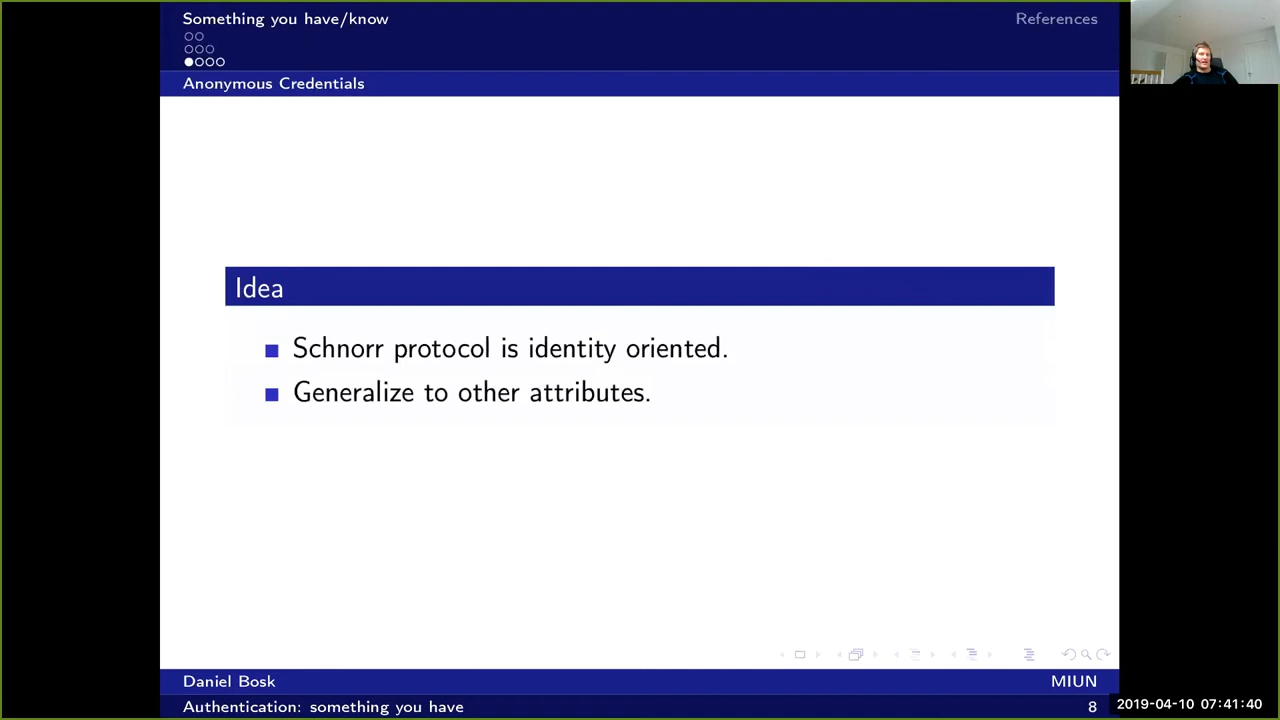 Something you have/know
References
Anonymous Credentials
Idea
Schnorr protocol is identity oriented.
Generalize to other attributes.
Daniel Bosk
MIUN
Authentication: something you have
8
2019-04-10 07:41:40